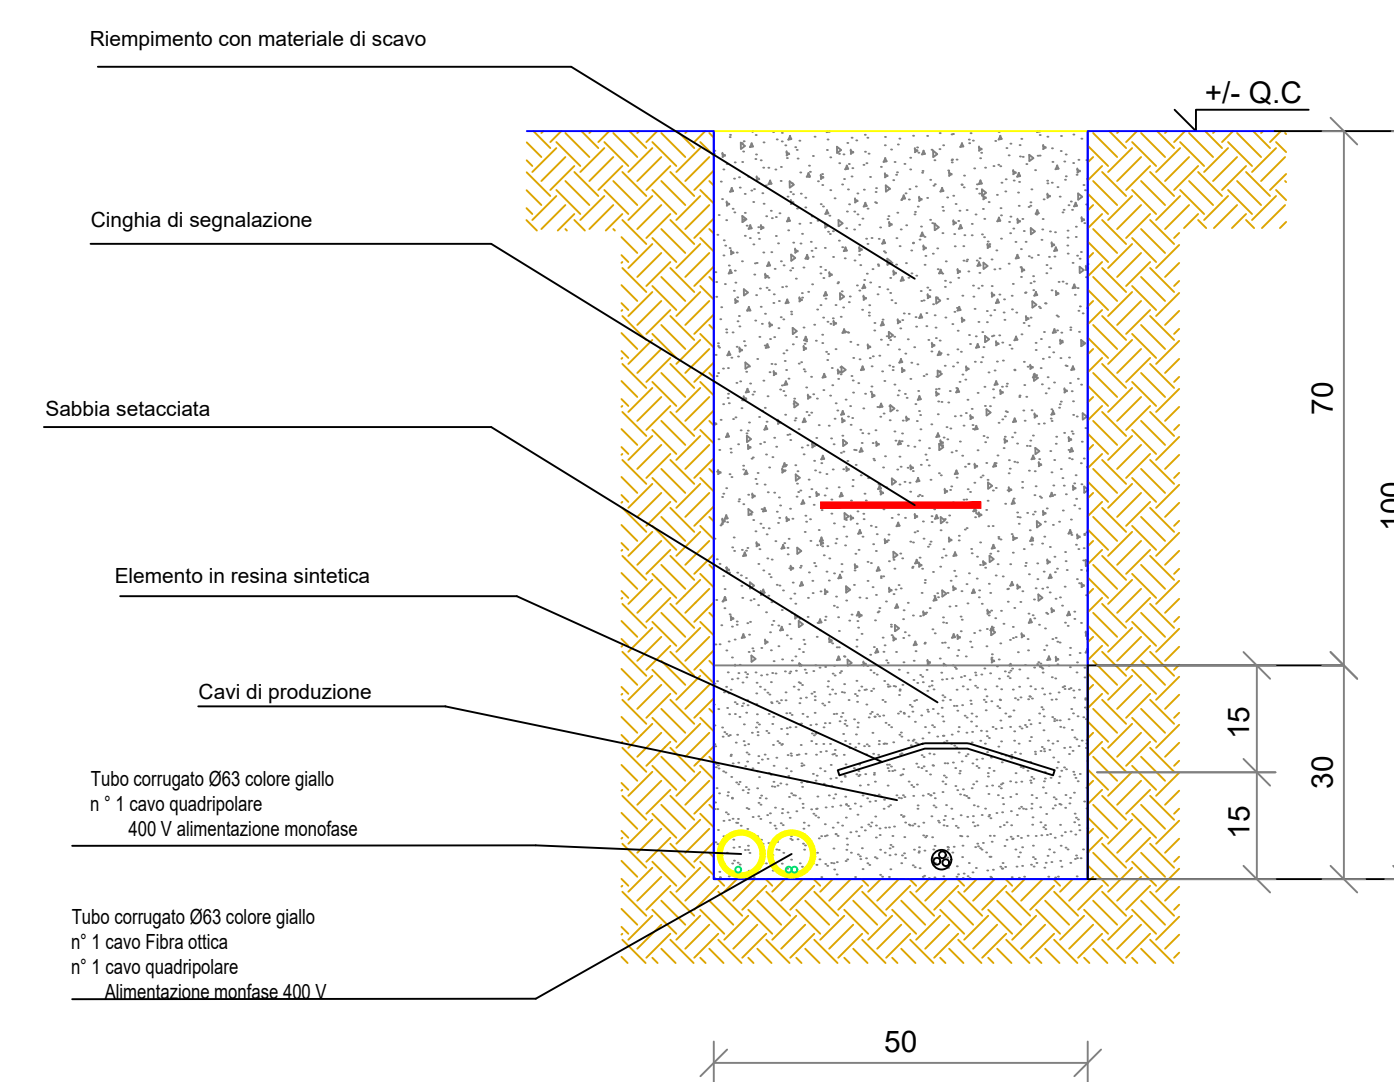 Riempimento con materiale di scavo
+/- Q.C
Cinghia di segnalazione
Sabbia setacciata
70
100
Elemento in resina sintetica
Cavi di produzione
15
30
15
Tubo corrugato Ø63 colore giallo
n ° 1 cavo quadripolare
400 V alimentazione monofase
Tubo corrugato Ø63 colore giallo
n° 1 cavo Fibra ottica
n° 1 cavo quadripolare
Alimentazione monfase 400 V
50